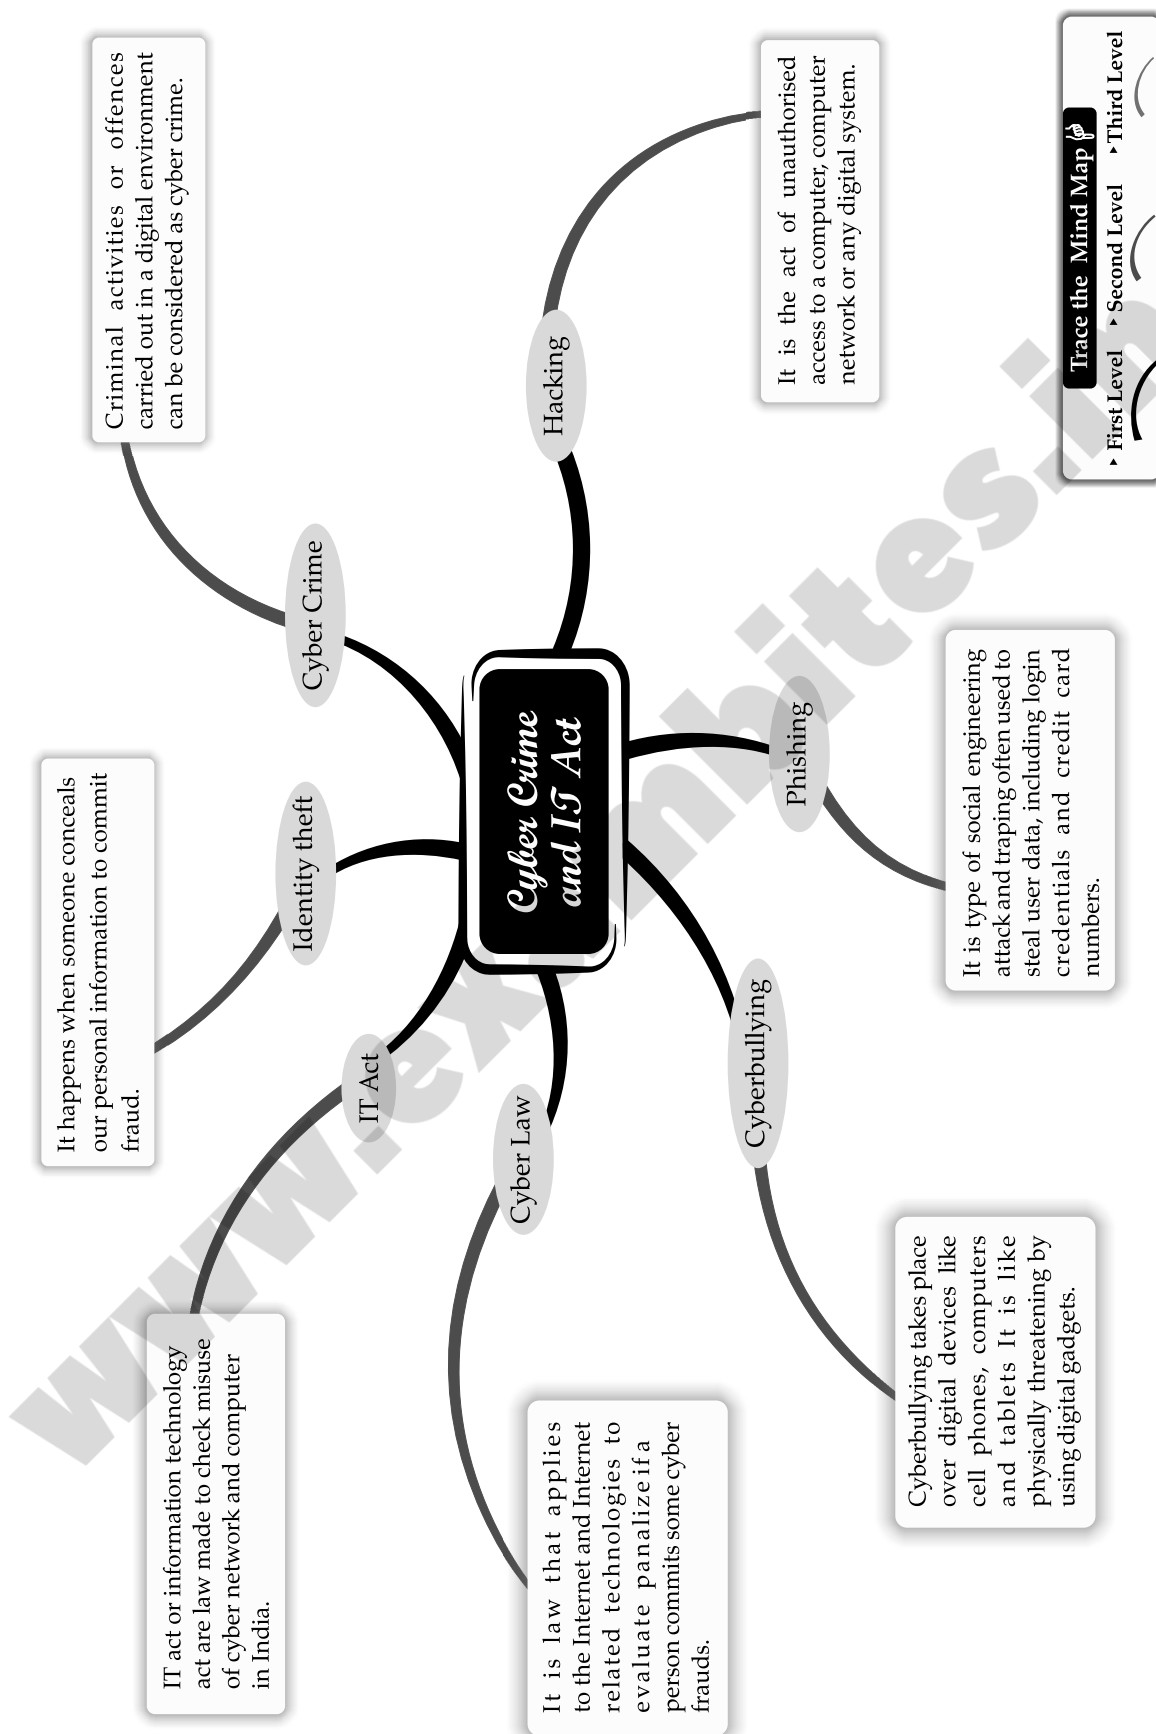 Cyber Crime
and IT Act
Cyber Crime
Criminal activities or offences
carried out in a digital environment
can be considered as cyber crime.
Hacking
It is the act of unauthorised
access to a computer, computer
network or any digital system.
Phishing
It is type of social engineering
attack and traping often used to
steal user data, including login
credentials and credit card
numbers.
Cyberbullying
Cyberbullying takes place
over digital devices like
cell phones, computers
and tablets It is like
physically threatening by
using digital gadgets.
Cyber Law
It is law that applies
to the Internet and Internet
related technologies to
evaluate panalize if a
person commits some cyber
frauds.
IT Act
IT act or information technology
act are law made to check misuse
of cyber network and computer
in India.
Identity theft
It happens when someone conceals
our personal information to commit
fraud.
Trace the Mind Map
First Level Second Level Third Level
www.exambites.in